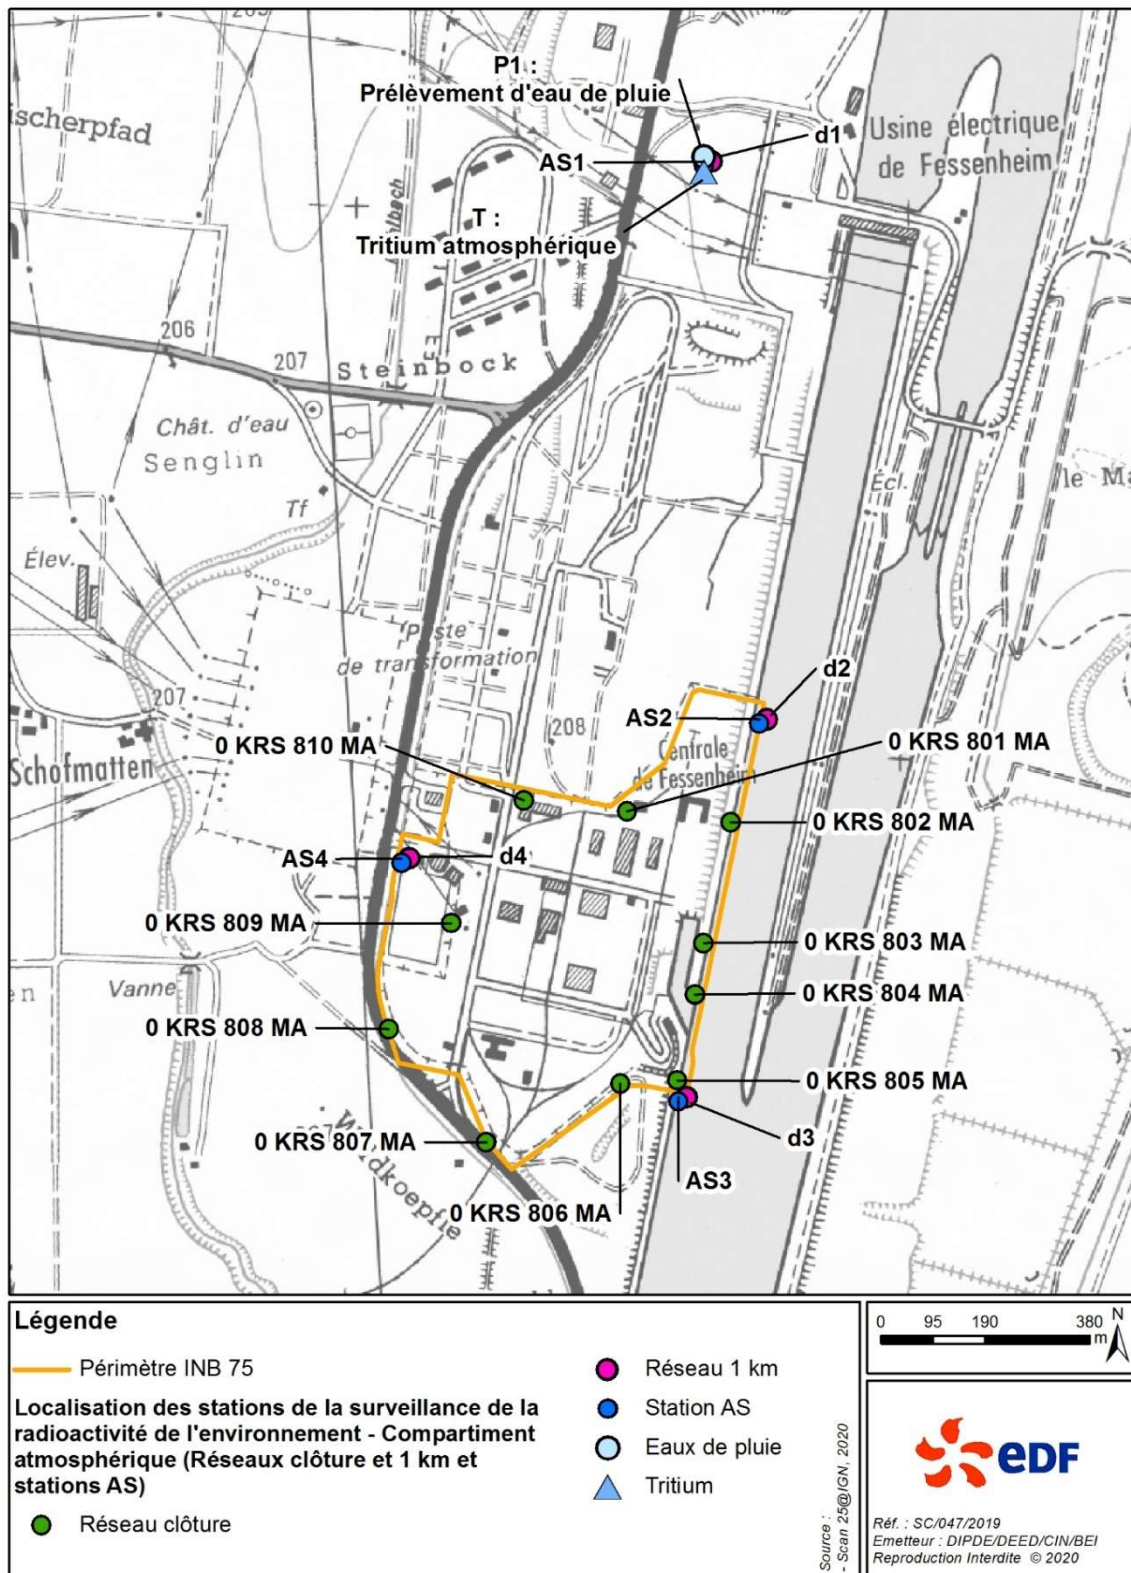 P1 :
Prélèvement d'eau de pluie
d1
AS1
T :
Tritium atmosphérique
ischerpfad
Usine électrique
de Fessenheim
206
207
Steinbock
Chât. d'eau
Senglin
Tf
Élev.
Écl.
le Ma
Poste
de transformation
207
Schofmatten
208
d2
AS2
0 KRS 810 MA
0 KRS 801 MA
Centrale
de Fessenheim
0 KRS 802 MA
AS4
d4
0 KRS 809 MA
0 KRS 803 MA
en
Vanne
0 KRS 804 MA
0 KRS 808 MA
0 KRS 805 MA
0 KRS 807 MA
d3
AS3
0 KRS 806 MA
Légende
Périmètre INB 75
Localisation des stations de la surveillance de la
radioactivité de l'environnement - Compartiment
atmosphérique (Réseaux clôture et 1 km et
stations AS)
Réseau clôture
Réseau 1 km
Station AS
Eaux de pluie
Tritium
Source :
- Scan 25@IGN, 2020
0 95 190 380
m
N
eDF
Réf. : SC/047/2019
Emetteur : DIPDE/DEED/CIN/BEI
Reproduction Interdite © 2020